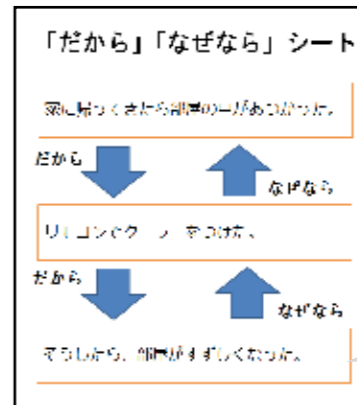 「だから」「なぜなら」シート
家に帰ってきたら部屋の中があつかった。
だから
なぜなら
リモコンでクーラーをつけた。
だから
なぜなら
そうしたら、部屋がすずしくなった。